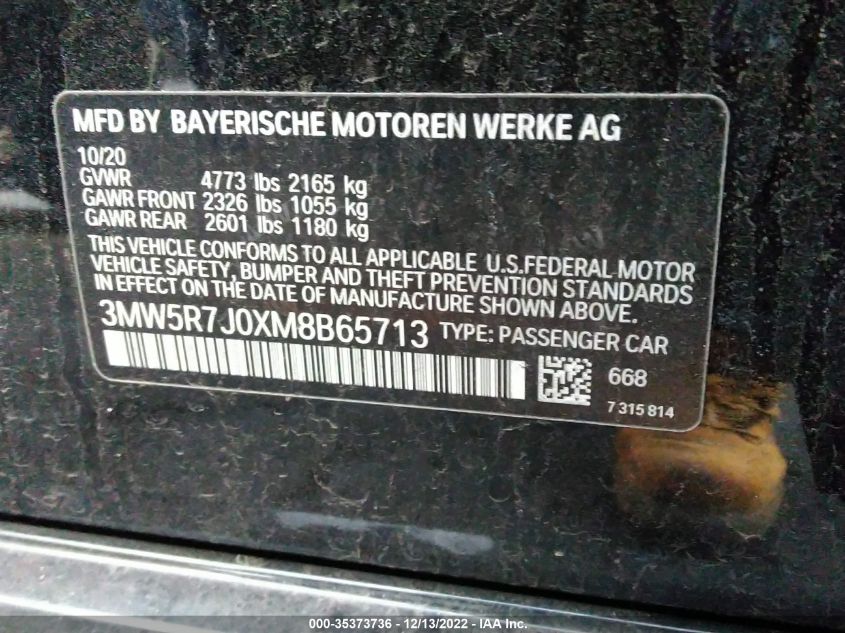 MFD BY BAYERISCHE MOTOREN WERKE AG
10/20
GVWR 4773 lbs 2165 kg
GAWR FRONT 2326 lbs 1055 kg
GAWR REAR 2601 lbs 1180 kg
THIS VEHICLE CONFORMS TO ALL APPLICABLE U.S.FEDERAL MOTOR
VEHICLE SAFETY, BUMPER AND THEFT PREVENTION STANDARDS
IN EFFECT ON THE DATE OF MANUFACTURE SHOWN ABOVE.
3MW5R7J0XM8B65713 TYPE: PASSENGER CAR
668
7 315 814
000-35373736 - 12/13/2022 - IAA Inc.